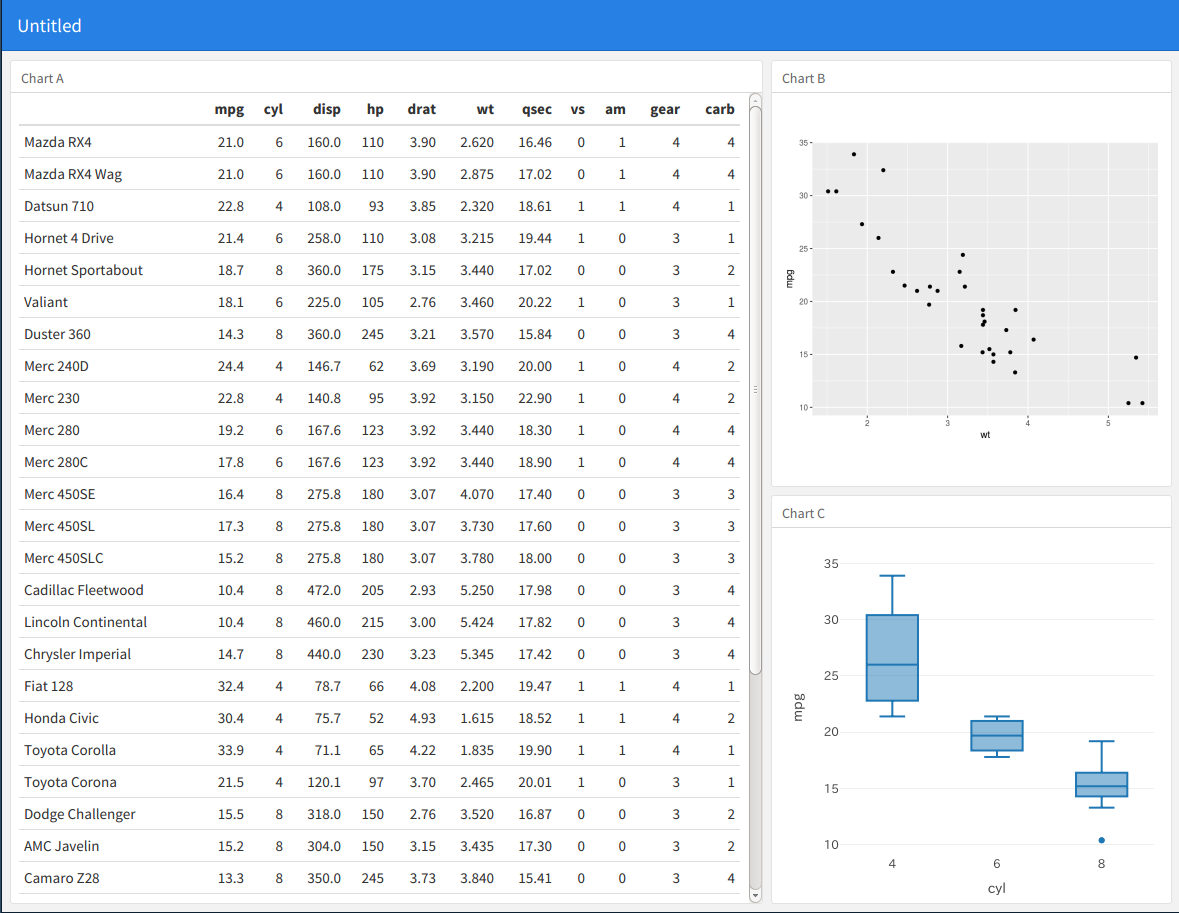 Untitled
Chart A
mpg cyl disp hp drat wt qsec vs am gear carb
Mazda RX4 21.0 6 160.0 110 3.90 2.620 16.46 0 1 4 4
Mazda RX4 Wag 21.0 6 160.0 110 3.90 2.875 17.02 0 1 4 4
Datsun 710 22.8 4 108.0 93 3.85 2.320 18.61 1 1 4 1
Hornet 4 Drive 21.4 6 258.0 110 3.08 3.215 19.44 1 0 3 1
Hornet Sportabout 18.7 8 360.0 175 3.15 3.440 17.02 0 0 3 2
Valiant 18.1 6 225.0 105 2.76 3.460 20.22 1 0 3 1
Duster 360 14.3 8 360.0 245 3.21 3.570 15.84 0 0 3 4
Merc 240D 24.4 4 146.7 62 3.69 3.190 20.00 1 0 4 2
Merc 230 22.8 4 140.8 95 3.92 3.150 22.90 1 0 4 2
Merc 280 19.2 6 167.6 123 3.92 3.440 18.30 1 0 4 4
Merc 280C 17.8 6 167.6 123 3.92 3.440 18.90 1 0 4 4
Merc 450SE 16.4 8 275.8 180 3.07 4.070 17.40 0 0 3 3
Merc 450SL 17.3 8 275.8 180 3.07 3.730 17.60 0 0 3 3
Merc 450SLC 15.2 8 275.8 180 3.07 3.780 18.00 0 0 3 3
Cadillac Fleetwood 10.4 8 472.0 205 2.93 5.250 17.98 0 0 3 4
Lincoln Continental 10.4 8 460.0 215 3.00 5.424 17.82 0 0 3 4
Chrysler Imperial 14.7 8 440.0 230 3.23 5.345 17.42 0 0 3 4
Fiat 128 32.4 4 78.7 66 4.08 2.200 19.47 1 1 4 1
Honda Civic 30.4 4 75.7 52 4.93 1.615 18.52 1 1 4 2
Toyota Corolla 33.9 4 71.1 65 4.22 1.835 19.90 1 1 4 1
Toyota Corona 21.5 4 120.1 97 3.70 2.465 20.01 1 0 3 1
Dodge Challenger 15.5 8 318.0 150 2.76 3.520 16.87 0 0 3 2
AMC Javelin 15.2 8 304.0 150 3.15 3.435 17.30 0 0 3 2
Camaro Z28 13.3 8 350.0 245 3.73 3.840 15.41 0 0 3 4
Chart B
35
30
25
20
15
10
mpg
2 3 4 5
wt
Chart C
35
30
25
20
15
10
mpg
4 6 8
cyl